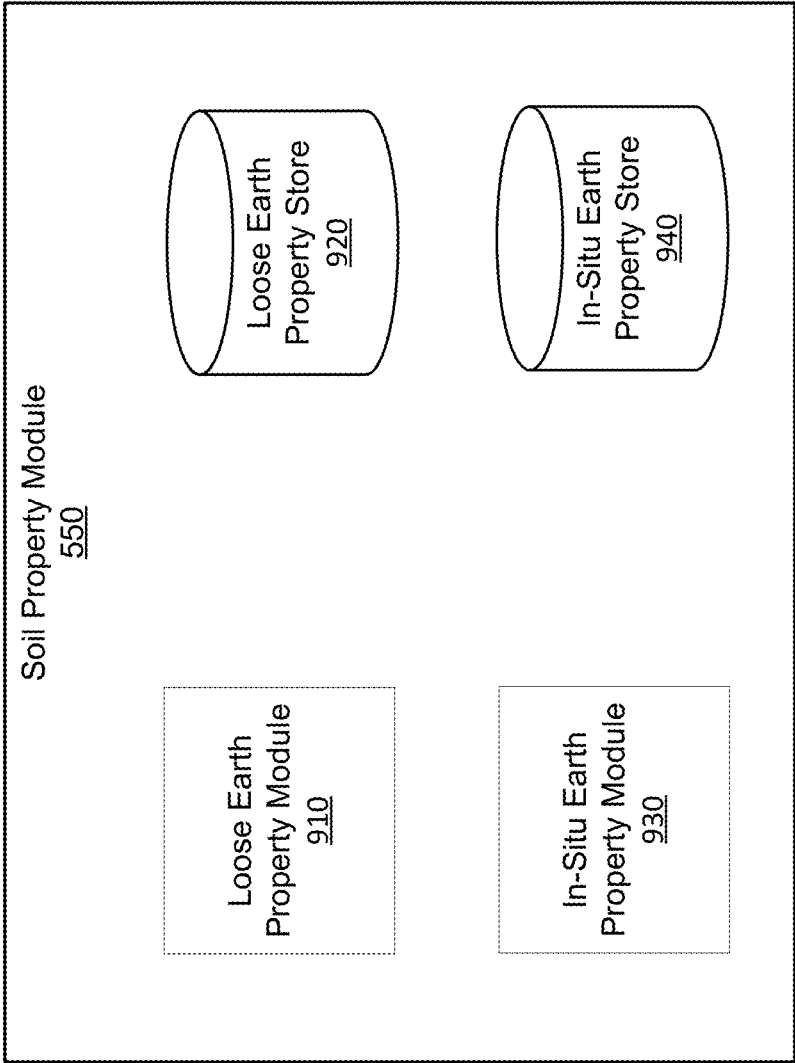 Soil Property Module
550
Loose Earth
Property Module
910
Loose Earth
Property Store
920
In-Situ Earth
Property Module
930
In-Situ Earth
Property Store
940